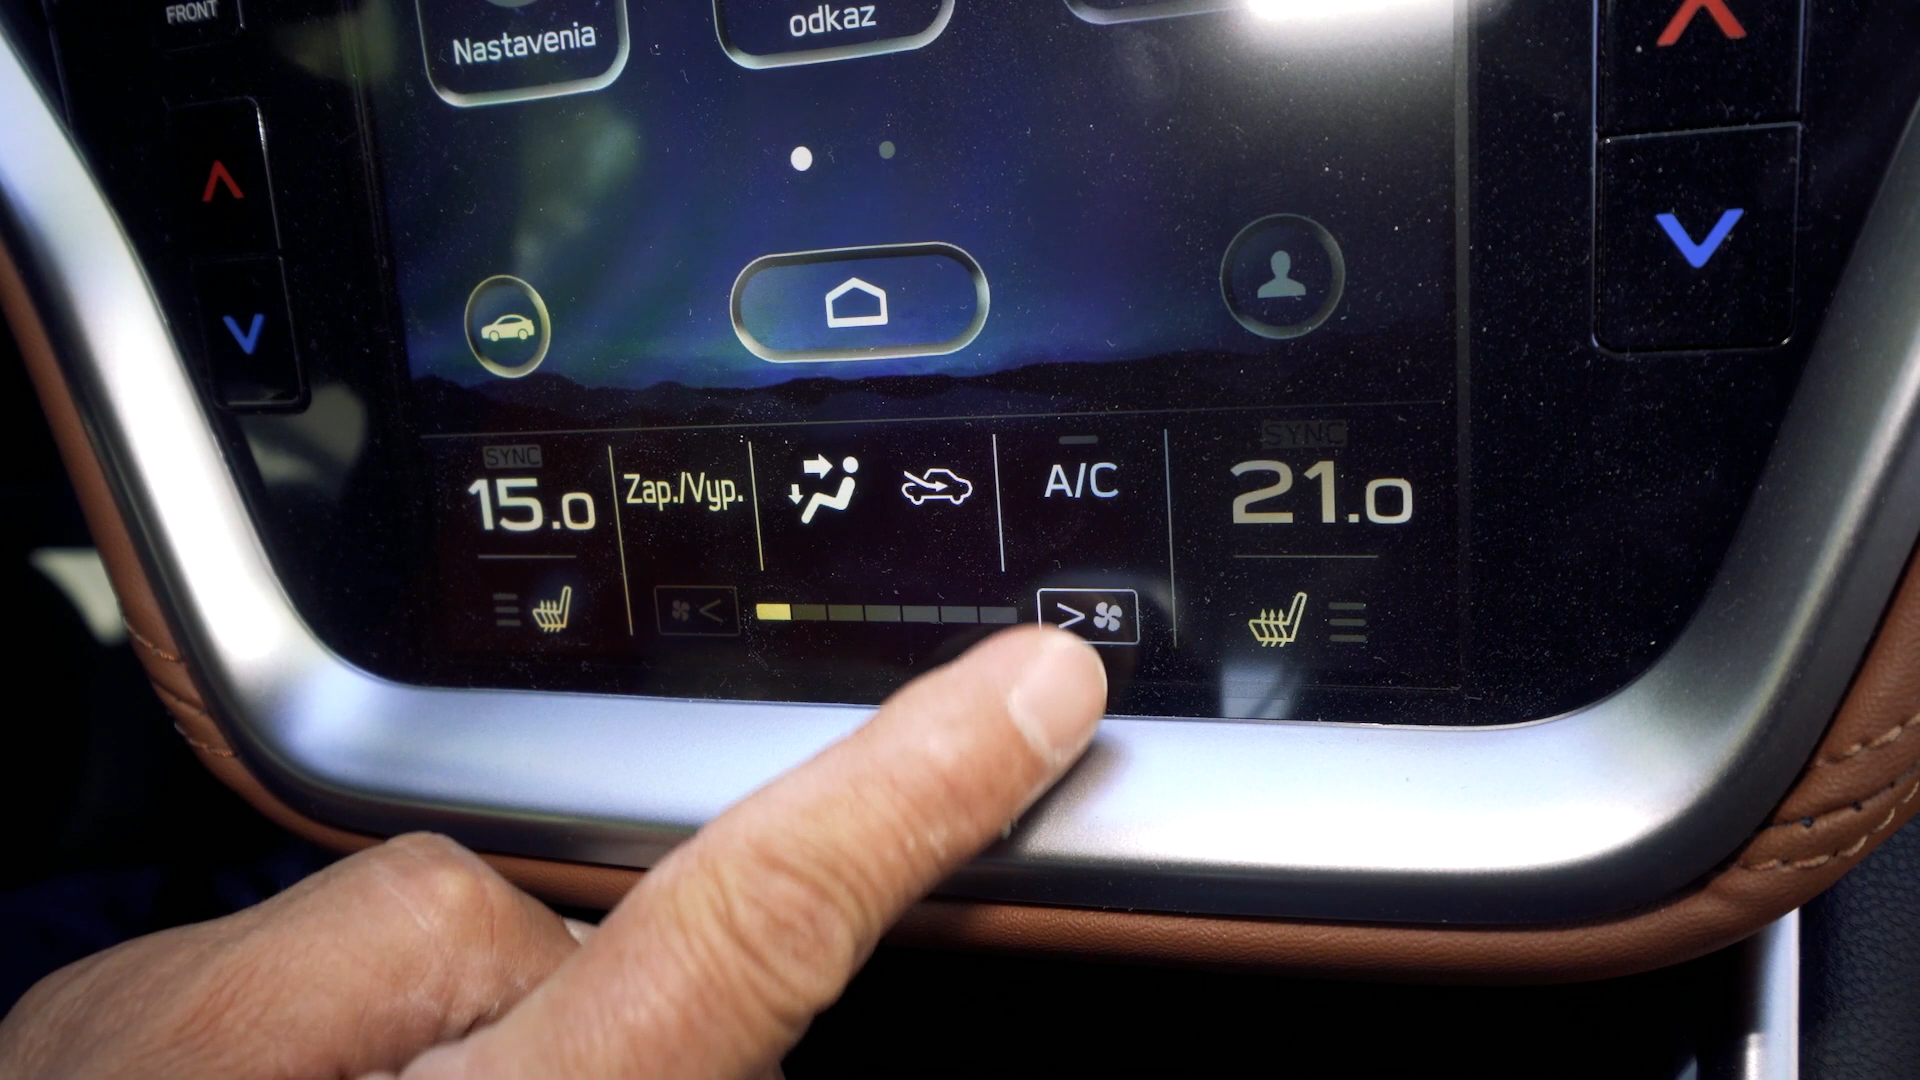 FRONT
Nastavenia
odkaz
SYNC
SYNC
15.0
Zap./Vyp.
A/C
21.0